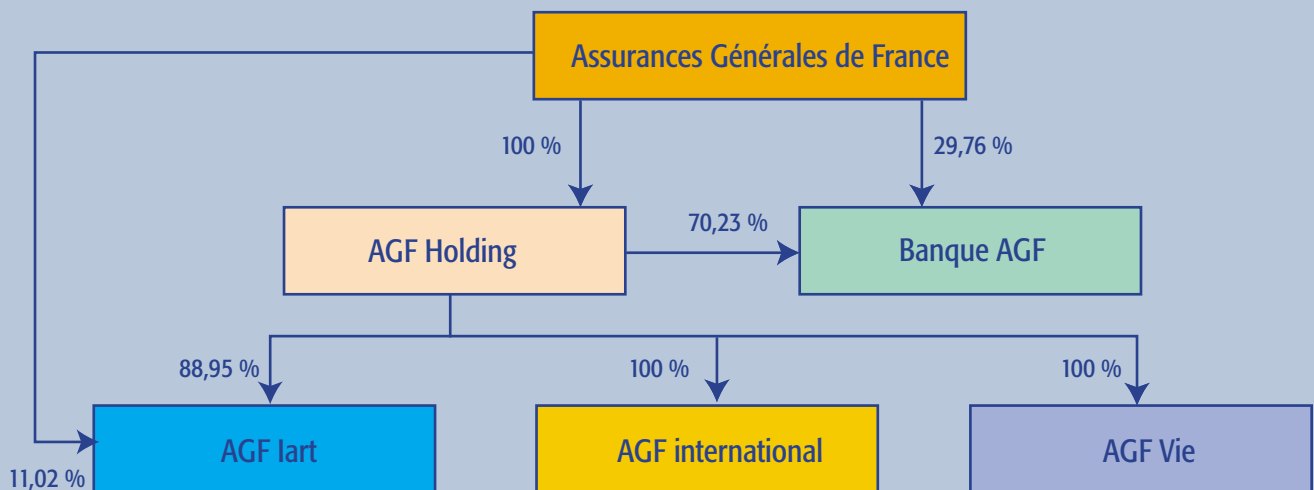 Assurances Générales de France
100 %
29,76 %
AGF Holding
70,23 %
Banque AGF
88,95 %
100 %
100 %
AGF Iart
AGF international
AGF Vie
11,02 %